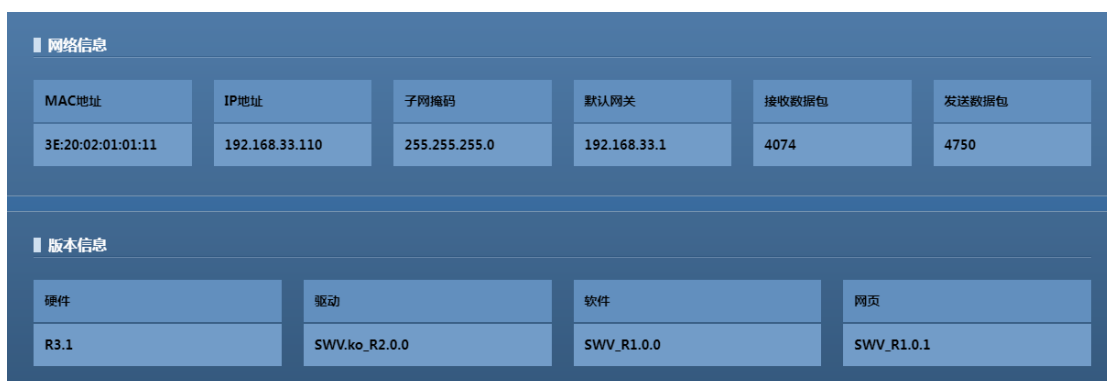 网络信息
MAC地址 IP地址 子网掩码 默认网关 接收数据包 发送数据包
3E:20:02:01:01:11 192.168.33.110 255.255.255.0 192.168.33.1 4074 4750
版本信息
硬件 驱动 软件 网页
R3.1 SWV.ko_R2.0.0 SWV_R1.0.0 SWV_R1.0.1